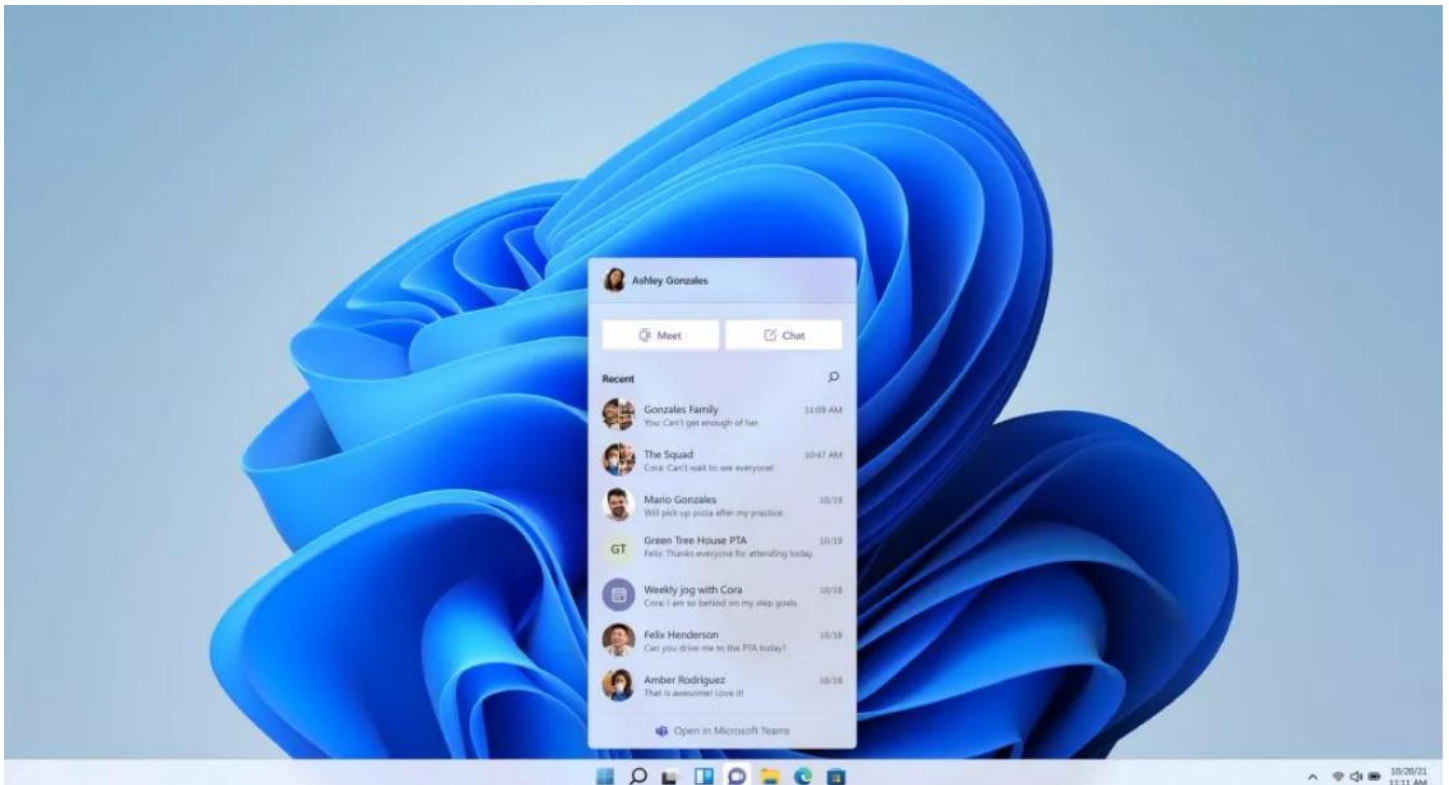 Ashley Gonzales
Meet
Chat
Recent
Gonzales Family 11:09 AM
You: Can't get enough of her
The Squad 10:47 AM
Cora: Can't wait to see everyone!
Mario Gonzales 10/19
Will pick up pizza after my practice.
GT
Green Tree House PTA 10/19
Felix: Thanks everyone for attending today.
Weekly jog with Cora 10/18
Cora: I am so behind on my step goals.
Felix Henderson 10/18
Can you drive me to the PTA today?
Amber Rodriguez 10/18
That is awesome! Love it!
Open in Microsoft Teams
10/20/21
11:11 AM